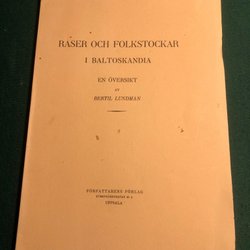 RASER OCH FOLKSTOCKAR
I BALTOSKANDIA
EN ÖVERSIKT
AV
BERTIL LUNDMAN
FÖRFATTARENS FÖRLAG
UPPSALA